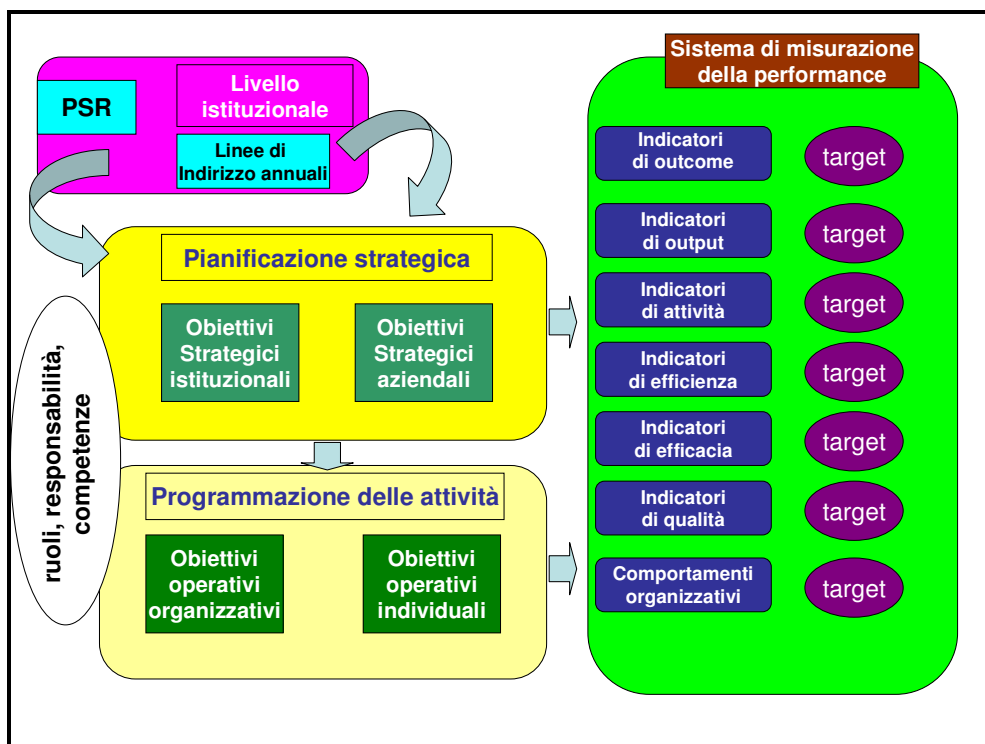 PSR
Livello
istituzionale
Linee di
Indirizzo annuali
Pianificazione strategica
Obiettivi
Strategici
istituzionali
Obiettivi
Strategici
aziendali
ruoli, responsabilità,
competenze
Programmazione delle attività
Obiettivi
operativi
organizzativi
Obiettivi
operativi
individuali
Sistema di misurazione
della performance
Indicatori
di outcome
target
Indicatori
di output
target
Indicatori
di attività
target
Indicatori
di efficienza
target
Indicatori
di efficacia
target
Indicatori
di qualità
target
Comportamenti
organizzativi
target